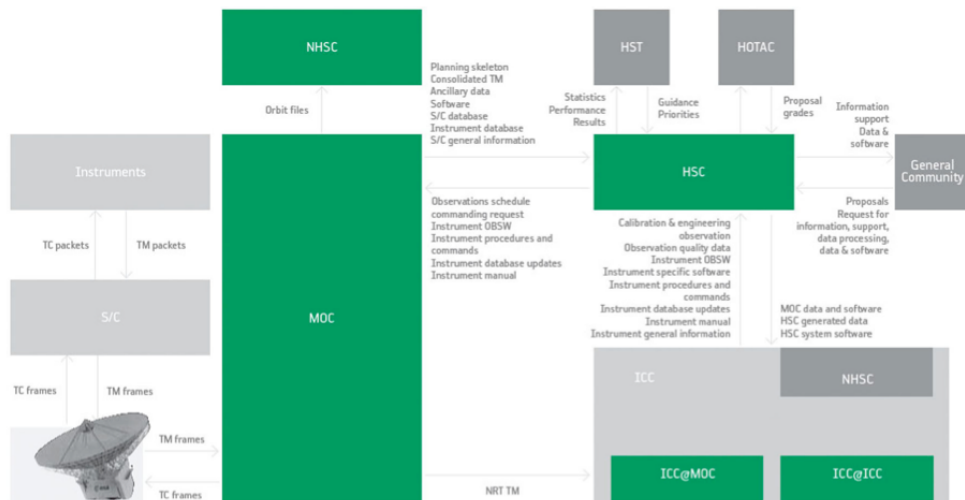 NHSC
HST
HOTAC
Planning skeleton
Consolidated TM
Ancillary data
Software
S/C database
Instrument database
S/C general information
Orbit files
Statistics
Performance
Results
Guidance
Priorities
Proposal
grades
Information
support
Data &
software
Instruments
HSC
General
Community
Observations schedule
commanding request
Instrument OBSW
Instrument procedures and
commands
Instrument database updates
Instrument manual
Calibration & engineering
observation
Observation quality data
Instrument OBSW
Instrument specific software
Instrument procedures and
commands
Instrument database updates
Instrument manual
Instrument general information
Proposals
Request for
information, support,
data processing,
data & software
TC packets
TM packets
S/C
MOC
MOC data and software
HSC generated data
HSC system software
TC frames
TM frames
ICC
NHSC
TM frames
ICC@MOC
ICC@ICC
TC frames
NRT TM